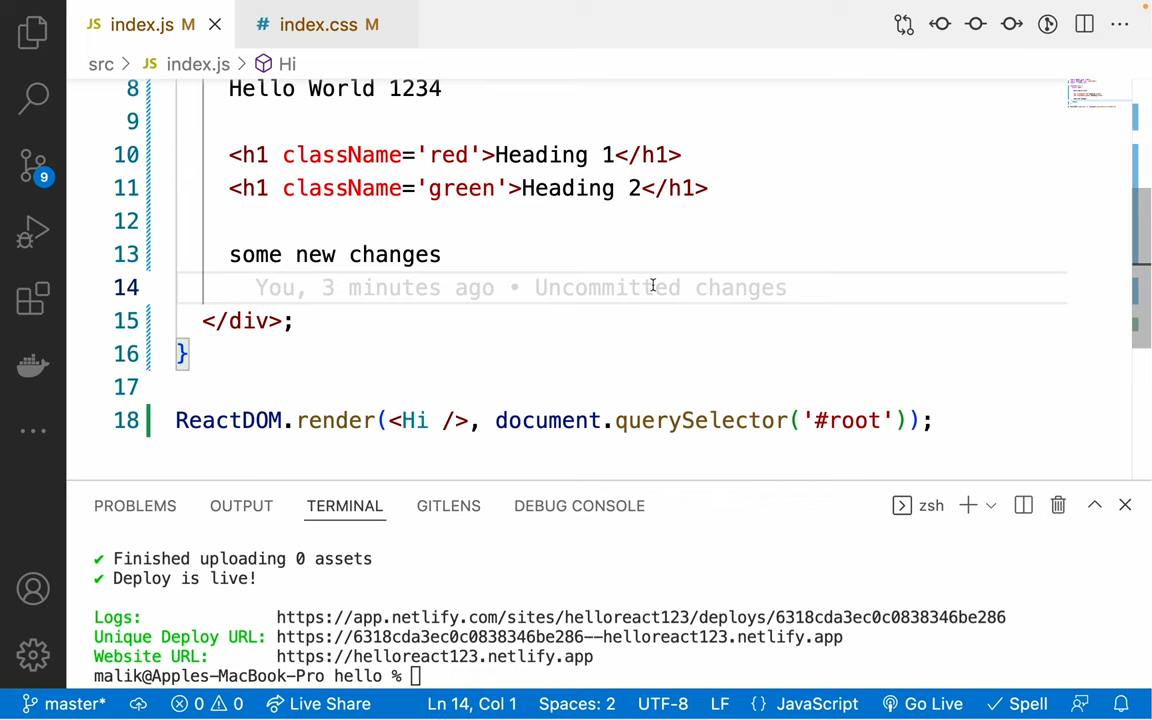 JS index.js M
# index.css M
src > JS index.js > Hi
8 Hello World 1234
9
10 <h1 className='red'>Heading 1</h1>
11 <h1 className='green'>Heading 2</h1>
12
13 some new changes
14 You, 3 minutes ago • Uncommitted changes
15 </div>;
16 }
17
18 ReactDOM.render(<Hi />, document.querySelector('#root'));
9
PROBLEMS OUTPUT TERMINAL GITLENS DEBUG CONSOLE zsh
✔ Finished uploading 0 assets
✔ Deploy is live!
Logs: https://app.netlify.com/sites/helloreact123/deploys/6318cda3ec0c0838346be286
Unique Deploy URL: https://6318cda3ec0c0838346be286--helloreact123.netlify.app
Website URL: https://helloreact123.netlify.app
malik@Apples-MacBook-Pro hello %
master* 0 0 Live Share Ln 14, Col 1 Spaces: 2 UTF-8 LF {} JavaScript Go Live Spell